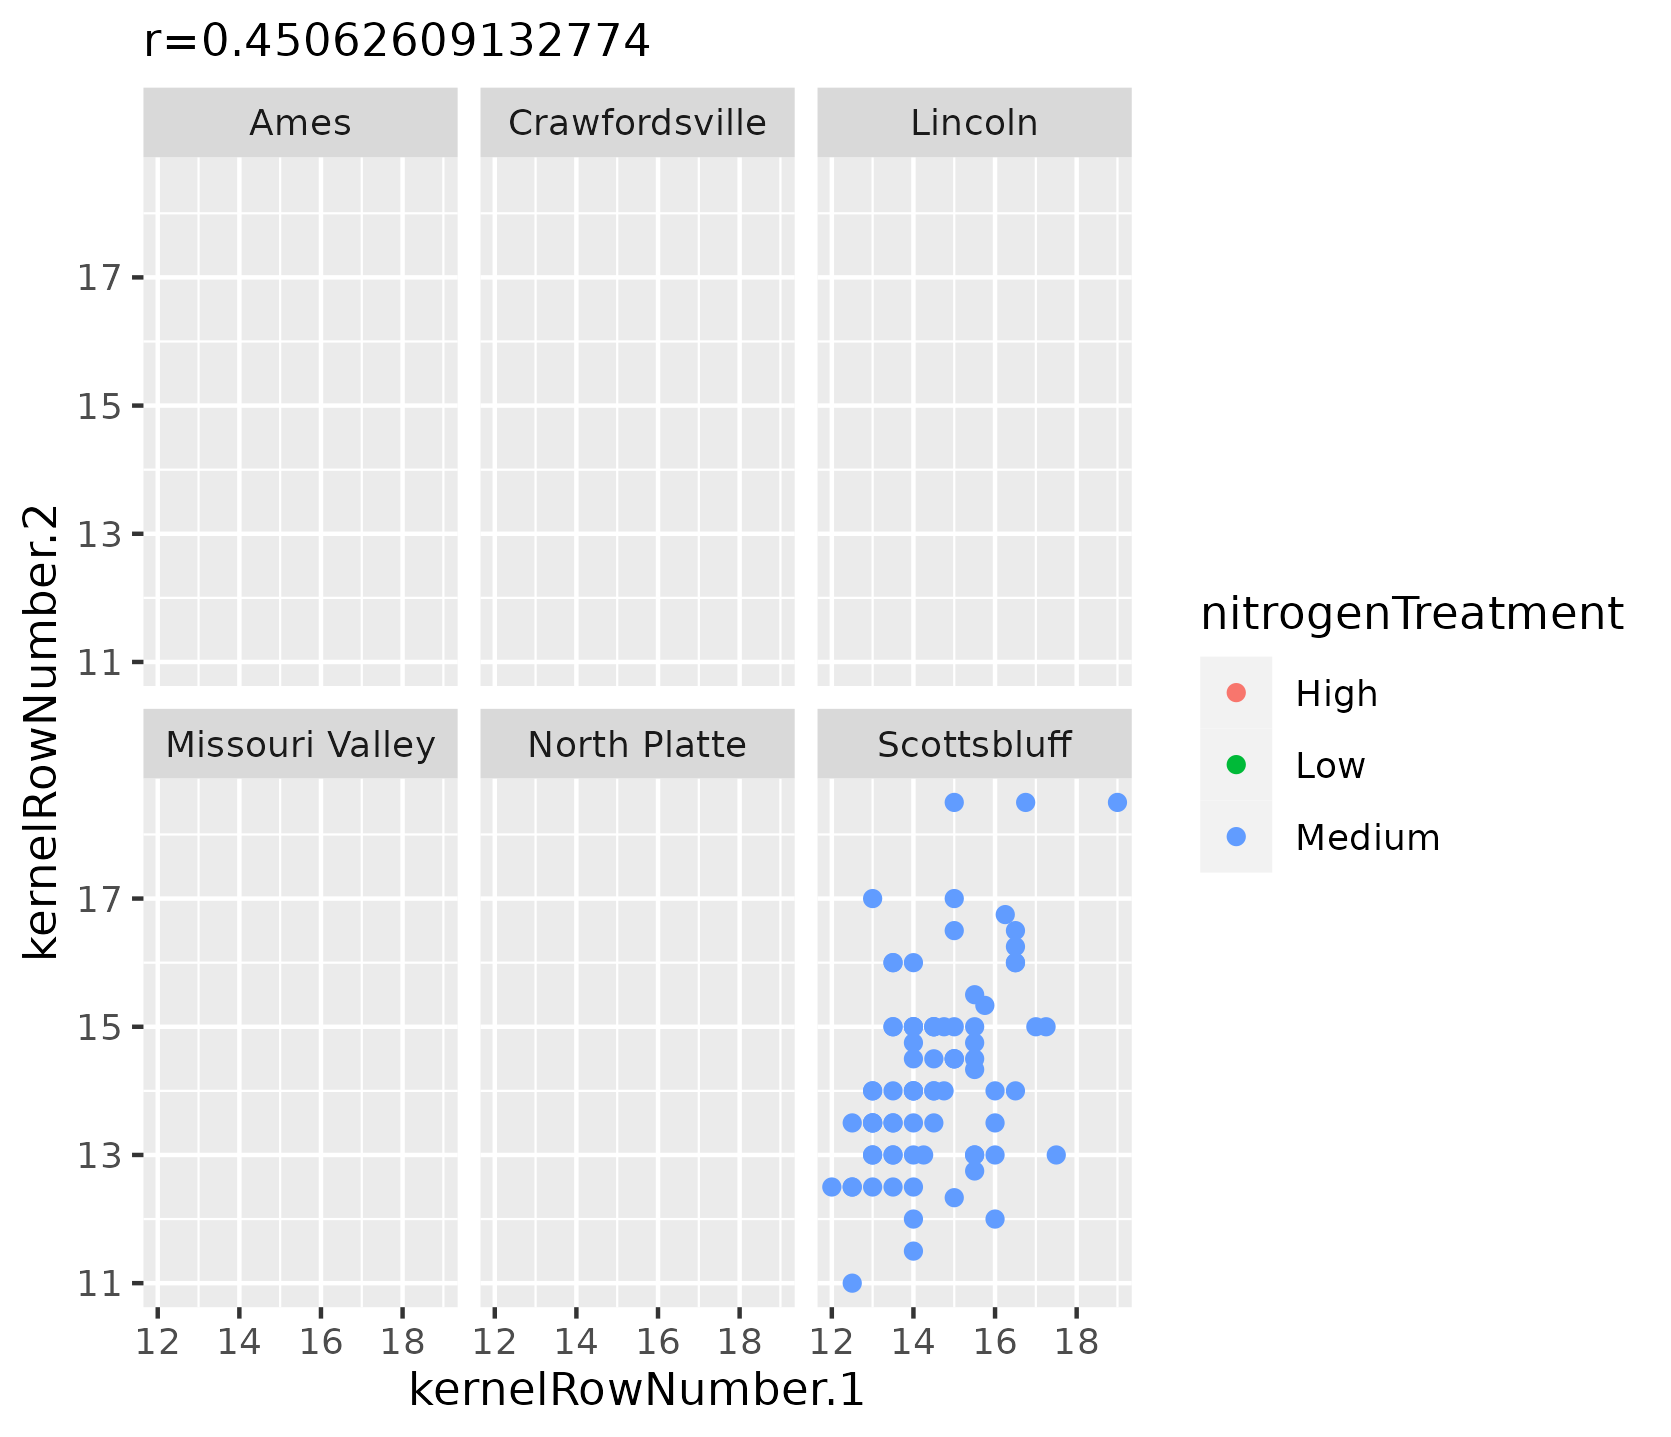 r=0.45062609132774
Ames Crawfordsville Lincoln
17
15
13
11
Missouri Valley North Platte Scottsbluff
17
15
13
11
12 14 16 18 12 14 16 18 12 14 16 18
kernelRowNumber.1
kernelRowNumber.2
nitrogenTreatment
High
Low
Medium